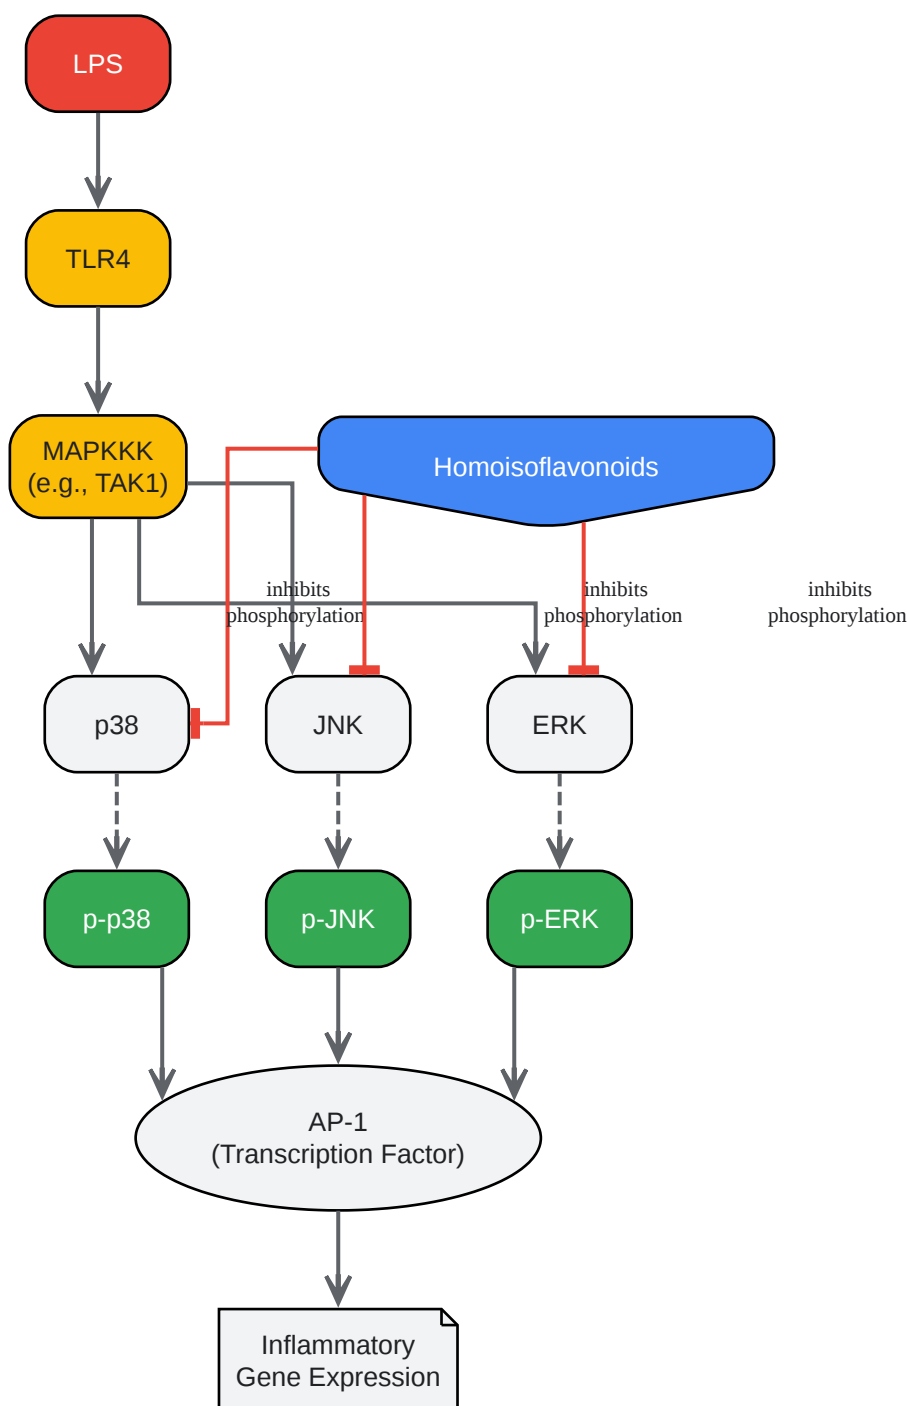 LPS
TLR4
MAPKKK
(e.g., TAK1)
Homoisoflavonoids
inhibits
phosphorylation
inhibits
phosphorylation
inhibits
phosphorylation
p38
JNK
ERK
p-p38
p-JNK
p-ERK
AP-1
(Transcription Factor)
Inflammatory
Gene Expression